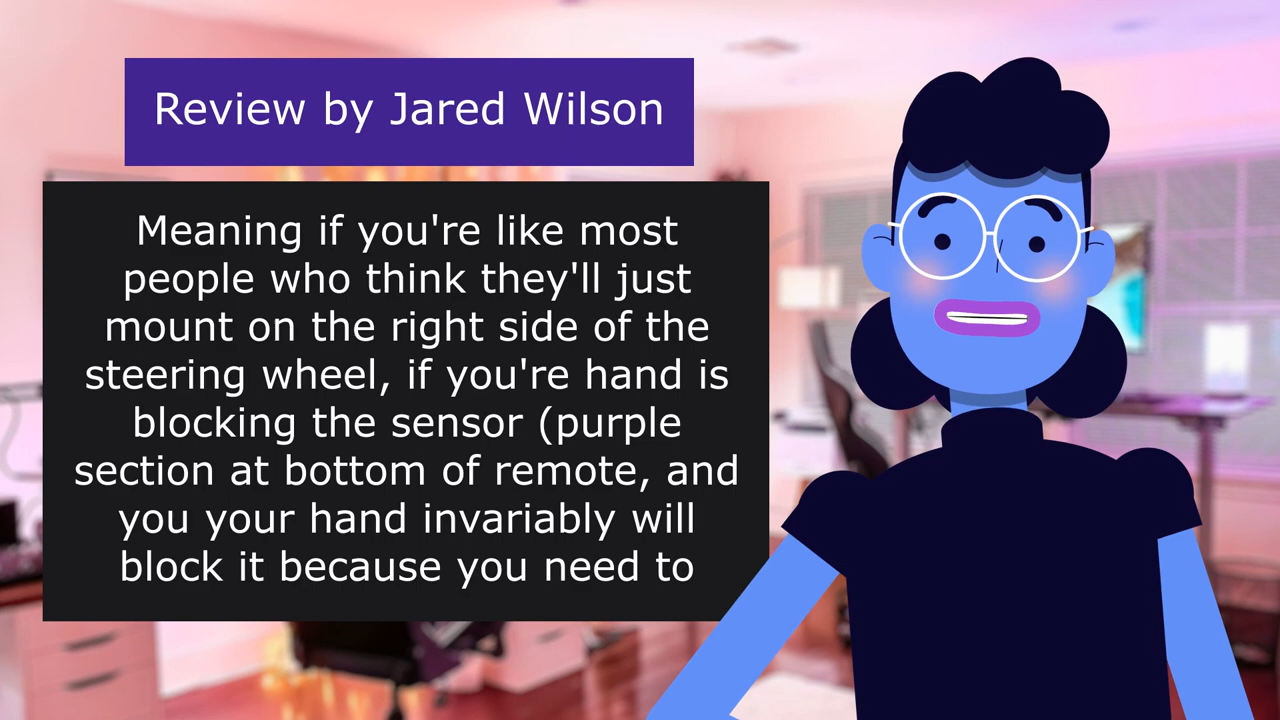 Review by Jared Wilson
Meaning if you're like most
people who think they'll just
mount on the right side of the
steering wheel, if you're hand is
blocking the sensor (purple
section at bottom of remote, and
you your hand invariably will
block it because you need to